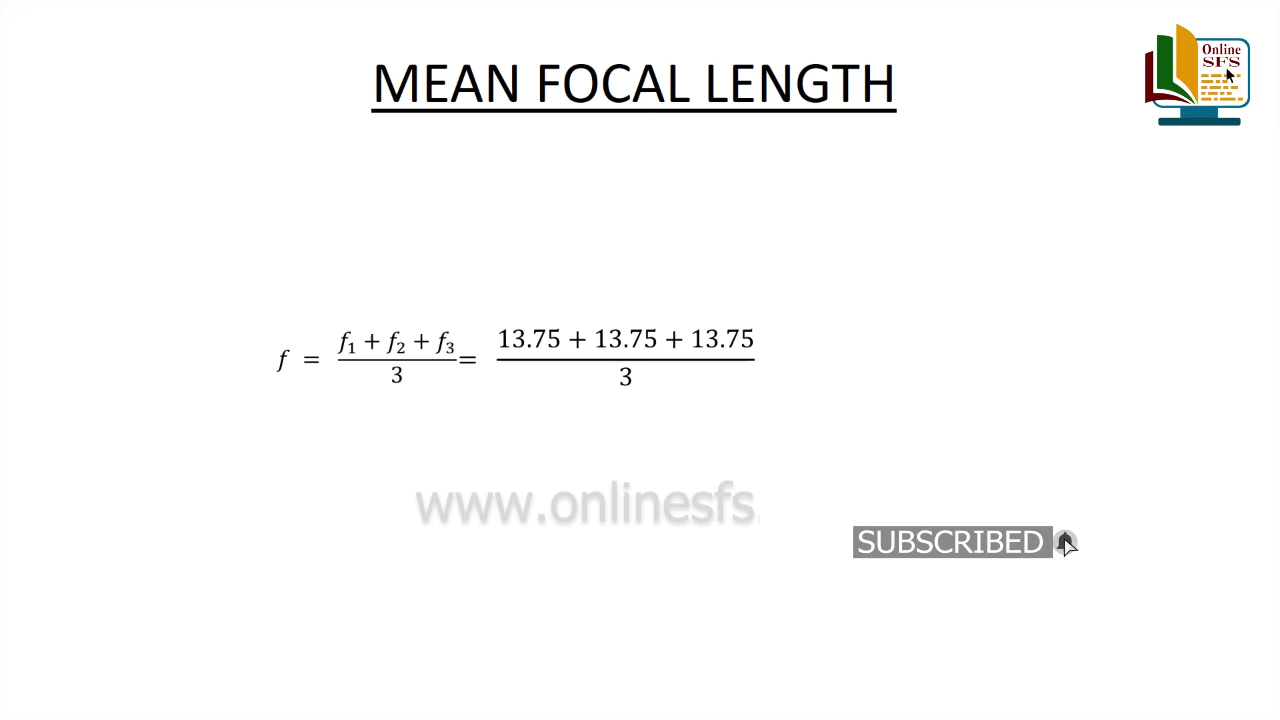 MEAN FOCAL LENGTH
Online
SFS
f = (f₁ + f₂ + f₃)/3 = (13.75 + 13.75 + 13.75)/3
www.onlinesfs.
SUBSCRIBED